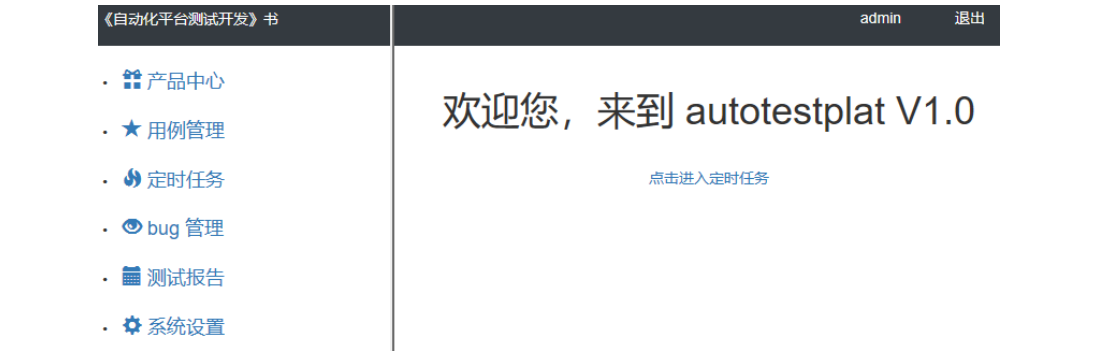 《自动化平台测试开发》书
admin 退出
产品中心
用例管理
定时任务
bug 管理
测试报告
系统设置
欢迎您，来到 autotestplat V1.0
点击进入定时任务